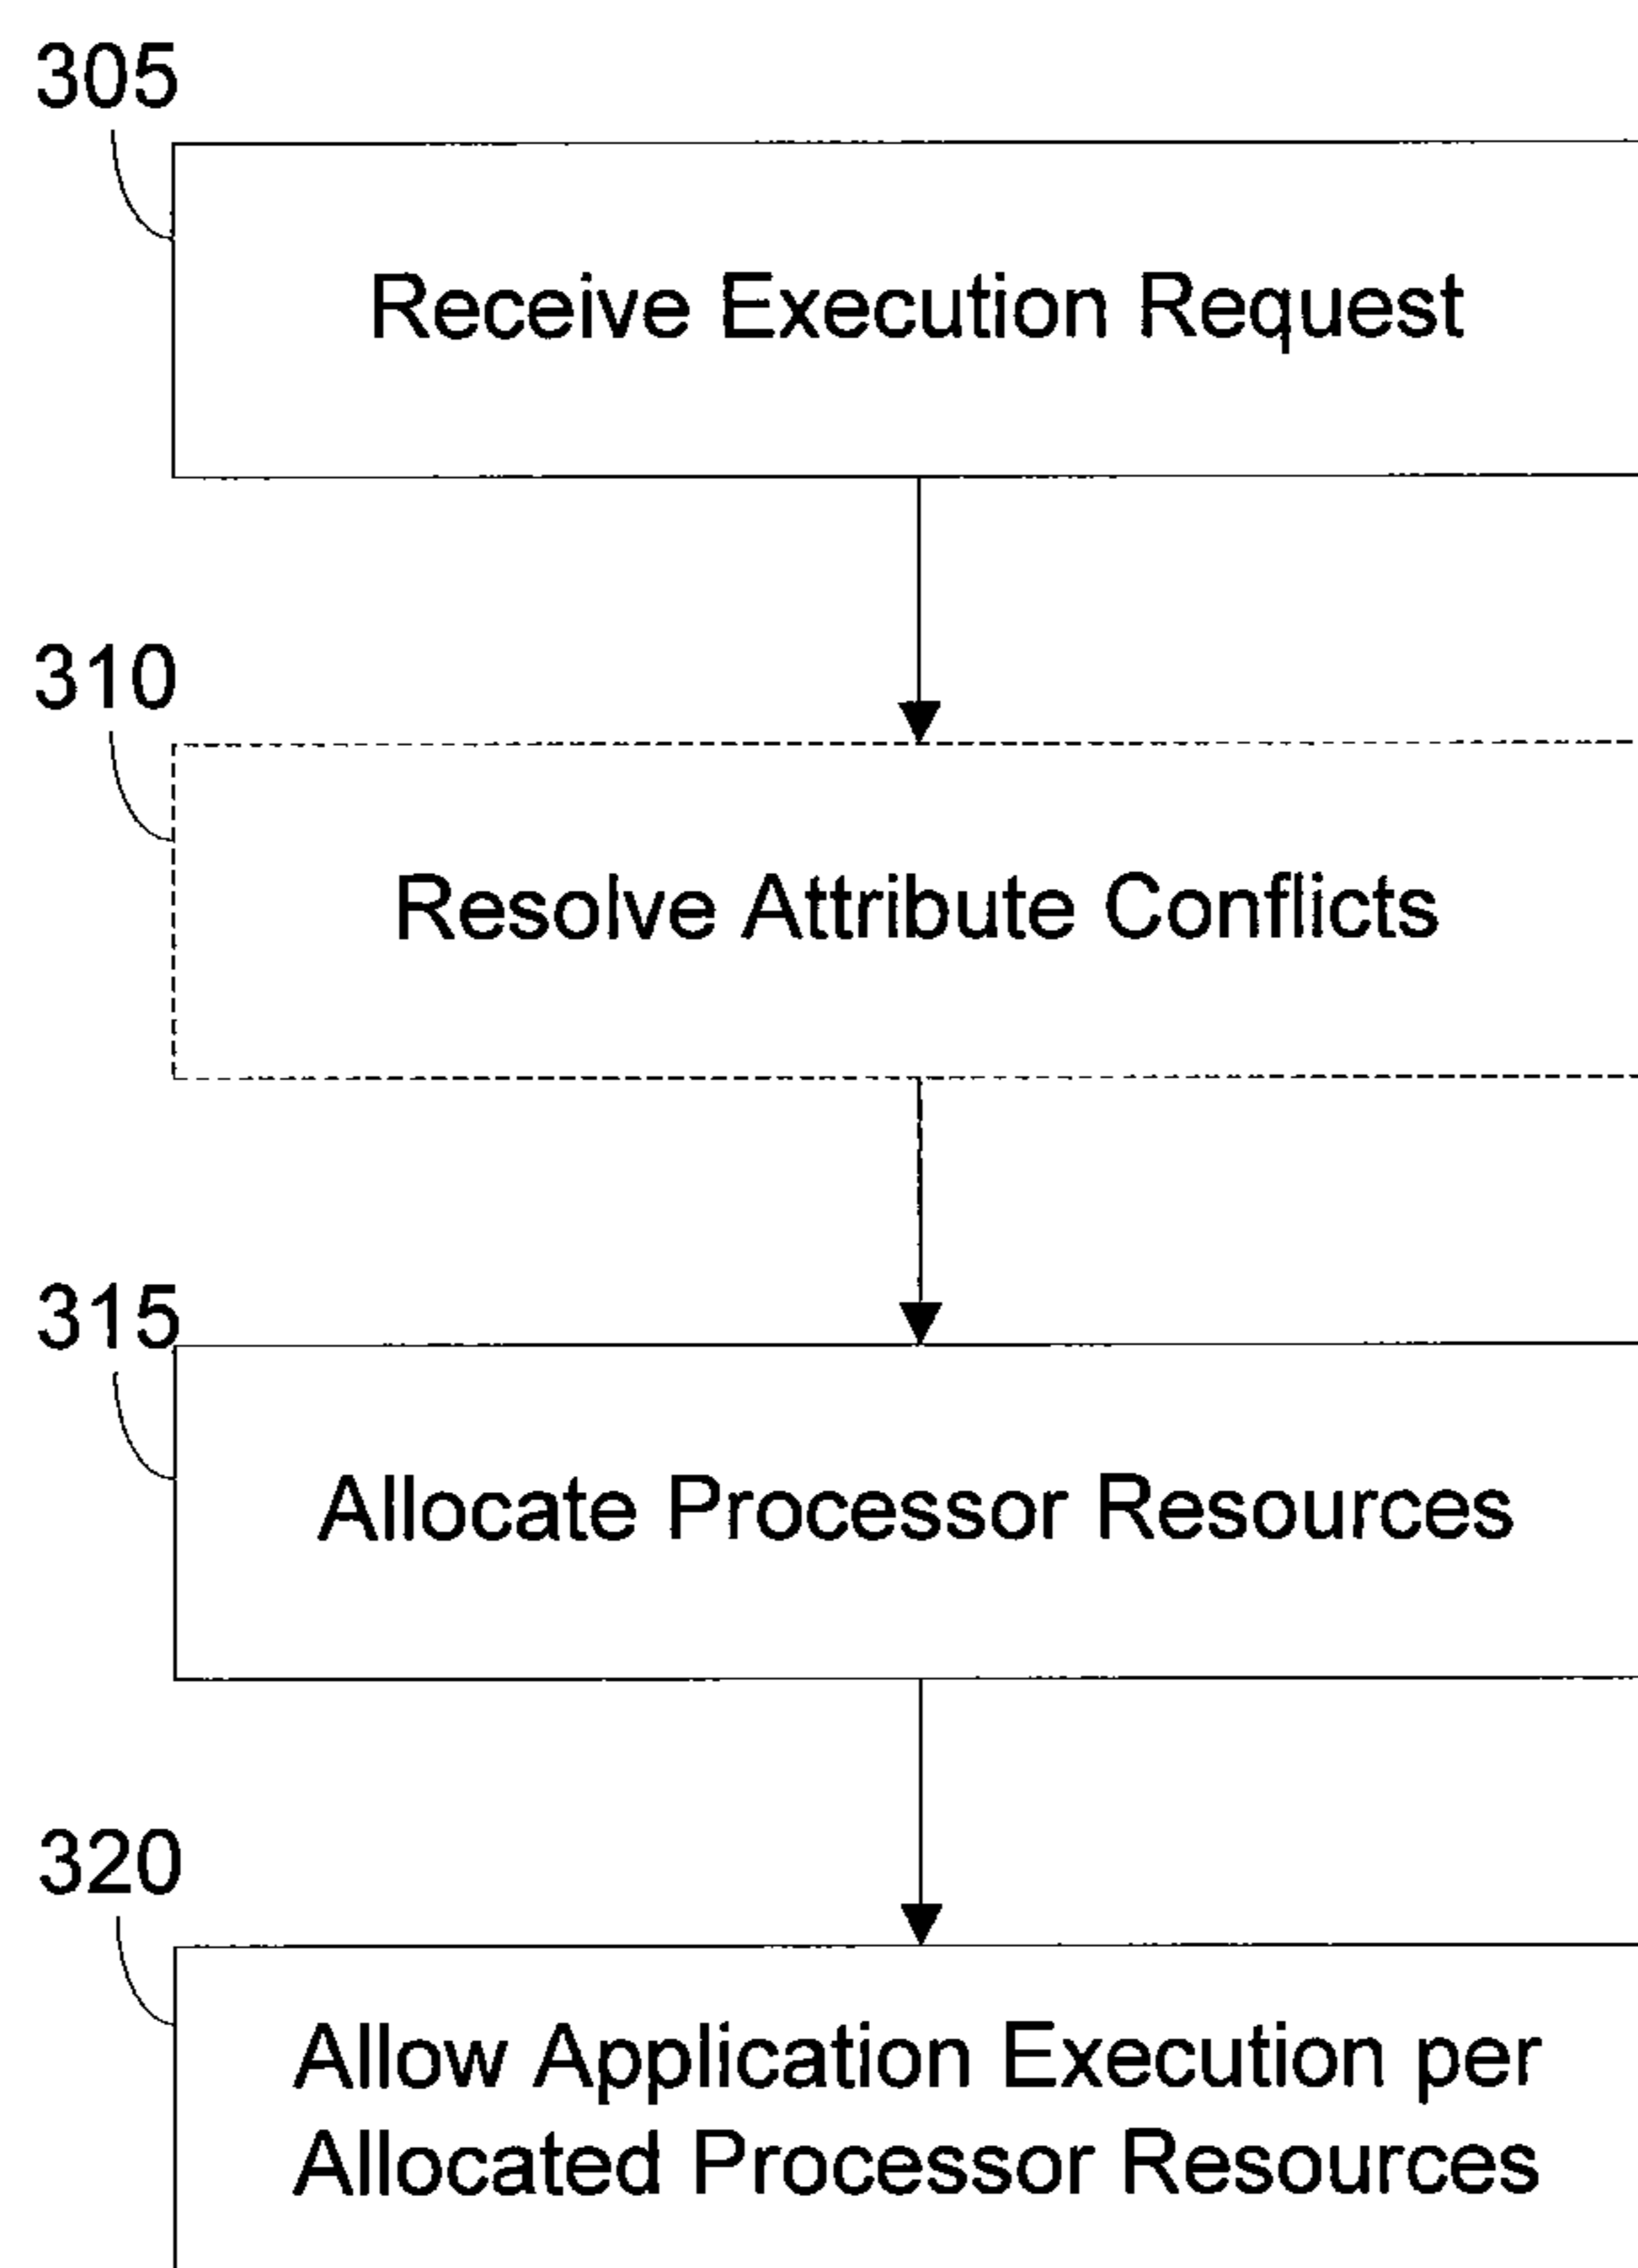 305
Receive Execution Request
310
Resolve Attribute Conflicts
315
Allocate Processor Resources
320
Allow Application Execution per
Allocated Processor Resources